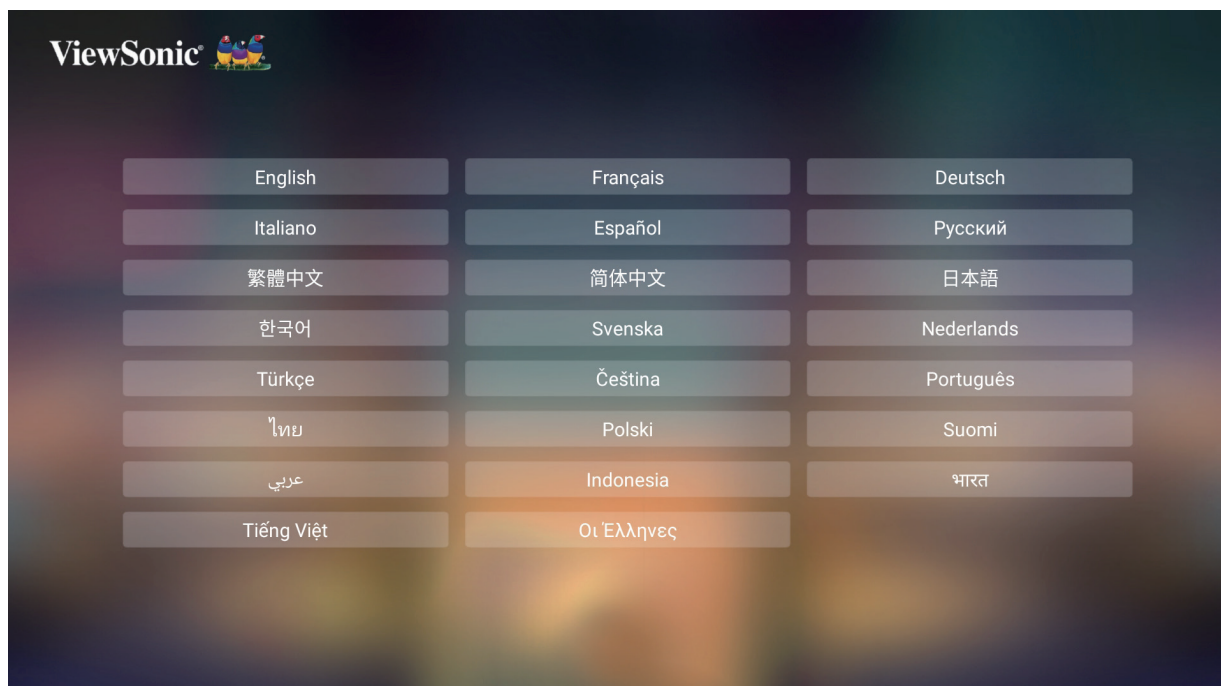 ViewSonic®
English Français Deutsch
Italiano Español Русский
繁體中文 简体中文 日本語
한국어 Svenska Nederlands
Türkçe Čeština Português
ไทย Polski Suomi
عربي Indonesia भारत
Tiếng Việt Οι Έλληνες